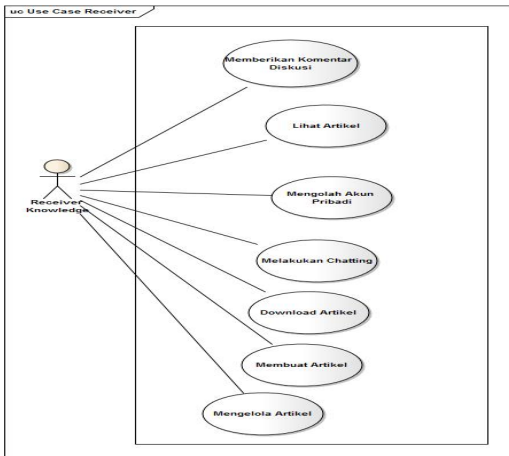 uc Use Case Receiver
Memberikan Komentar
Diskusi
Lihat Artikel
Mengolah Akun
Pribadi
Receiver
Knowledge
Melakukan Chatting
Download Artikel
Membuat Artikel
Mengelola Artikel